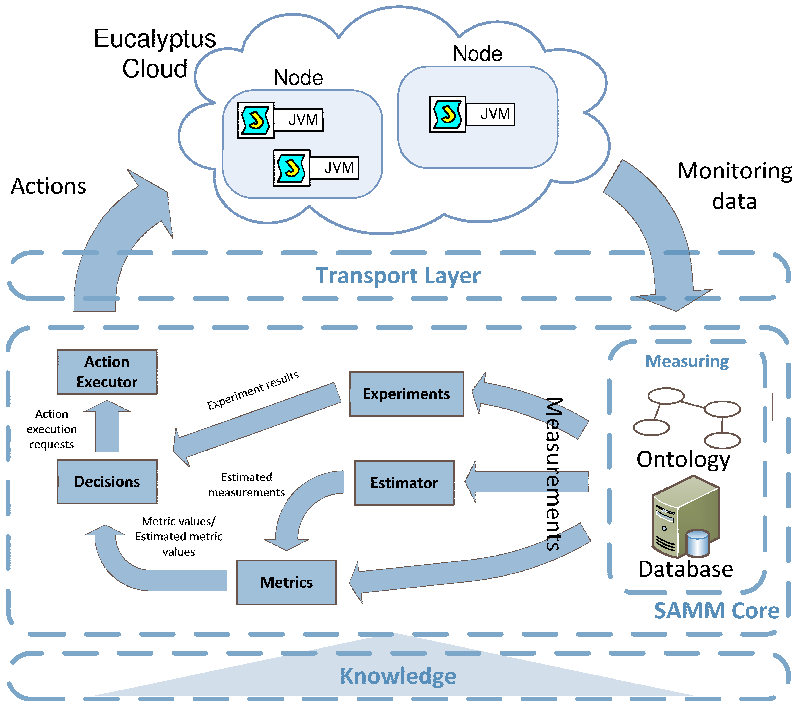 Eucalyptus
Cloud
Node
Node
JVM
JVM
JVM
Actions
Monitoring
data
Transport Layer
Action
Executor
Experiment results
Experiments
Measuring
Action
execution
requests
Measurements
Ontology
Decisions
Estimated
measurements
Estimator
Metric values/
Estimated metric
values
Metrics
Database
SAMM Core
Knowledge